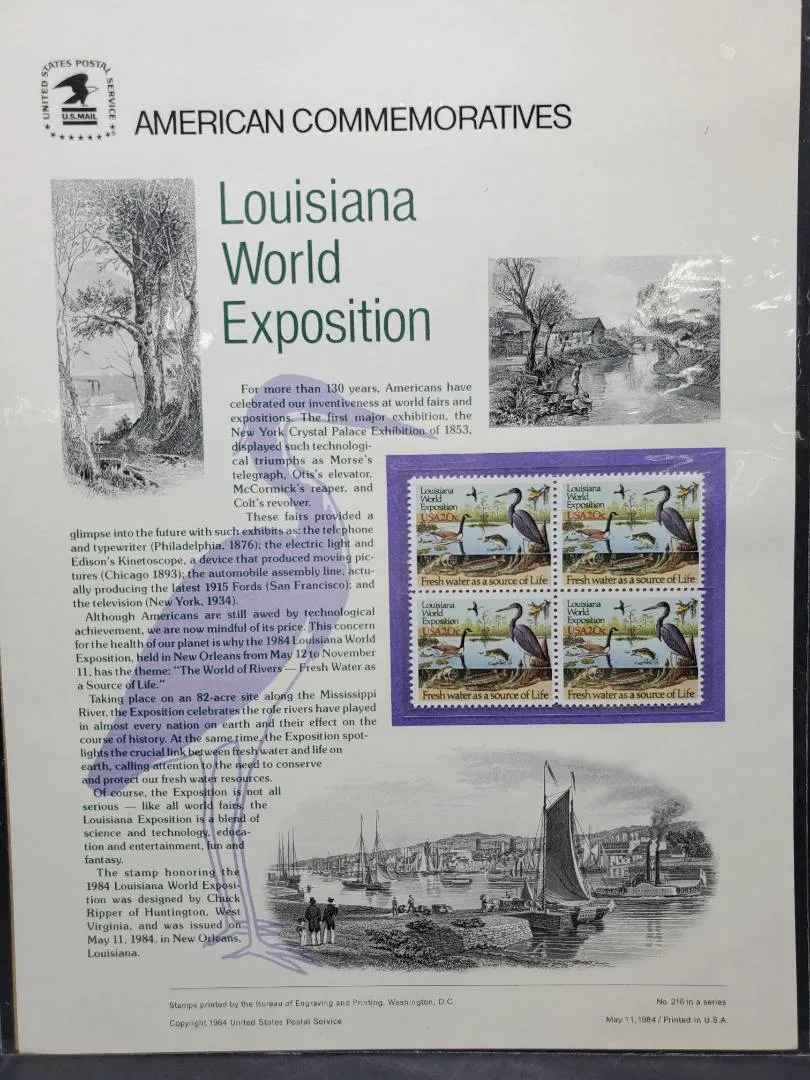 UNITED STATES POSTAL SERVICE
U.S.MAIL
AMERICAN COMMEMORATIVES
Louisiana
World
Exposition
For more than 130 years, Americans have
celebrated our inventiveness at world fairs and
expositions. The first major exhibition, the
New York Crystal Palace Exhibition of 1853,
displayed such technologi-
cal triumphs as Morse's
telegraph, Otis's elevator,
McCormick's reaper, and
Colt's revolver.
These fairs provided a
glimpse into the future with such exhibits as: the telephone
and typewriter (Philadelphia, 1876); the electric light and
Edison's Kinetoscope, a device that produced moving pic-
tures (Chicago 1893); the automobile assembly line, actu-
ally producing the latest 1915 Fords (San Francisco); and
the television (New York, 1934).
Although Americans are still awed by technological
achievement, we are now mindful of its price. This concern
for the health of our planet is why the 1984 Louisiana World
Exposition, held in New Orleans from May 12 to November
11, has the theme: "The World of Rivers — Fresh Water as
a Source of Life."
Taking place on an 82-acre site along the Mississippi
River, the Exposition celebrates the role rivers have played
in almost every nation on earth and their effect on the
course of history. At the same time, the Exposition spot-
lights the crucial link between fresh water and life on
earth, calling attention to the need to conserve
and protect our fresh water resources.
Of course, the Exposition is not all
serious — like all world fairs, the
Louisiana Exposition is a blend of
science and technology, educa-
tion and entertainment, fun and
fantasy.
The stamp honoring the
1984 Louisiana World Exposi-
tion was designed by Chuck
Ripper of Huntington, West
Virginia, and was issued on
May 11, 1984, in New Orleans,
Louisiana.
Louisiana
World
Exposition
USA 20c
Fresh water as a source of Life
Louisiana
World
Exposition
USA 20c
Fresh water as a source of Life
Louisiana
World
Exposition
USA 20c
Fresh water as a source of Life
Louisiana
World
Exposition
USA 20c
Fresh water as a source of Life
Stamps printed by the Bureau of Engraving and Printing, Washington, D.C.
No. 216 in a series
Copyright 1984 United States Postal Service
May 11, 1984 / Printed in U.S.A.